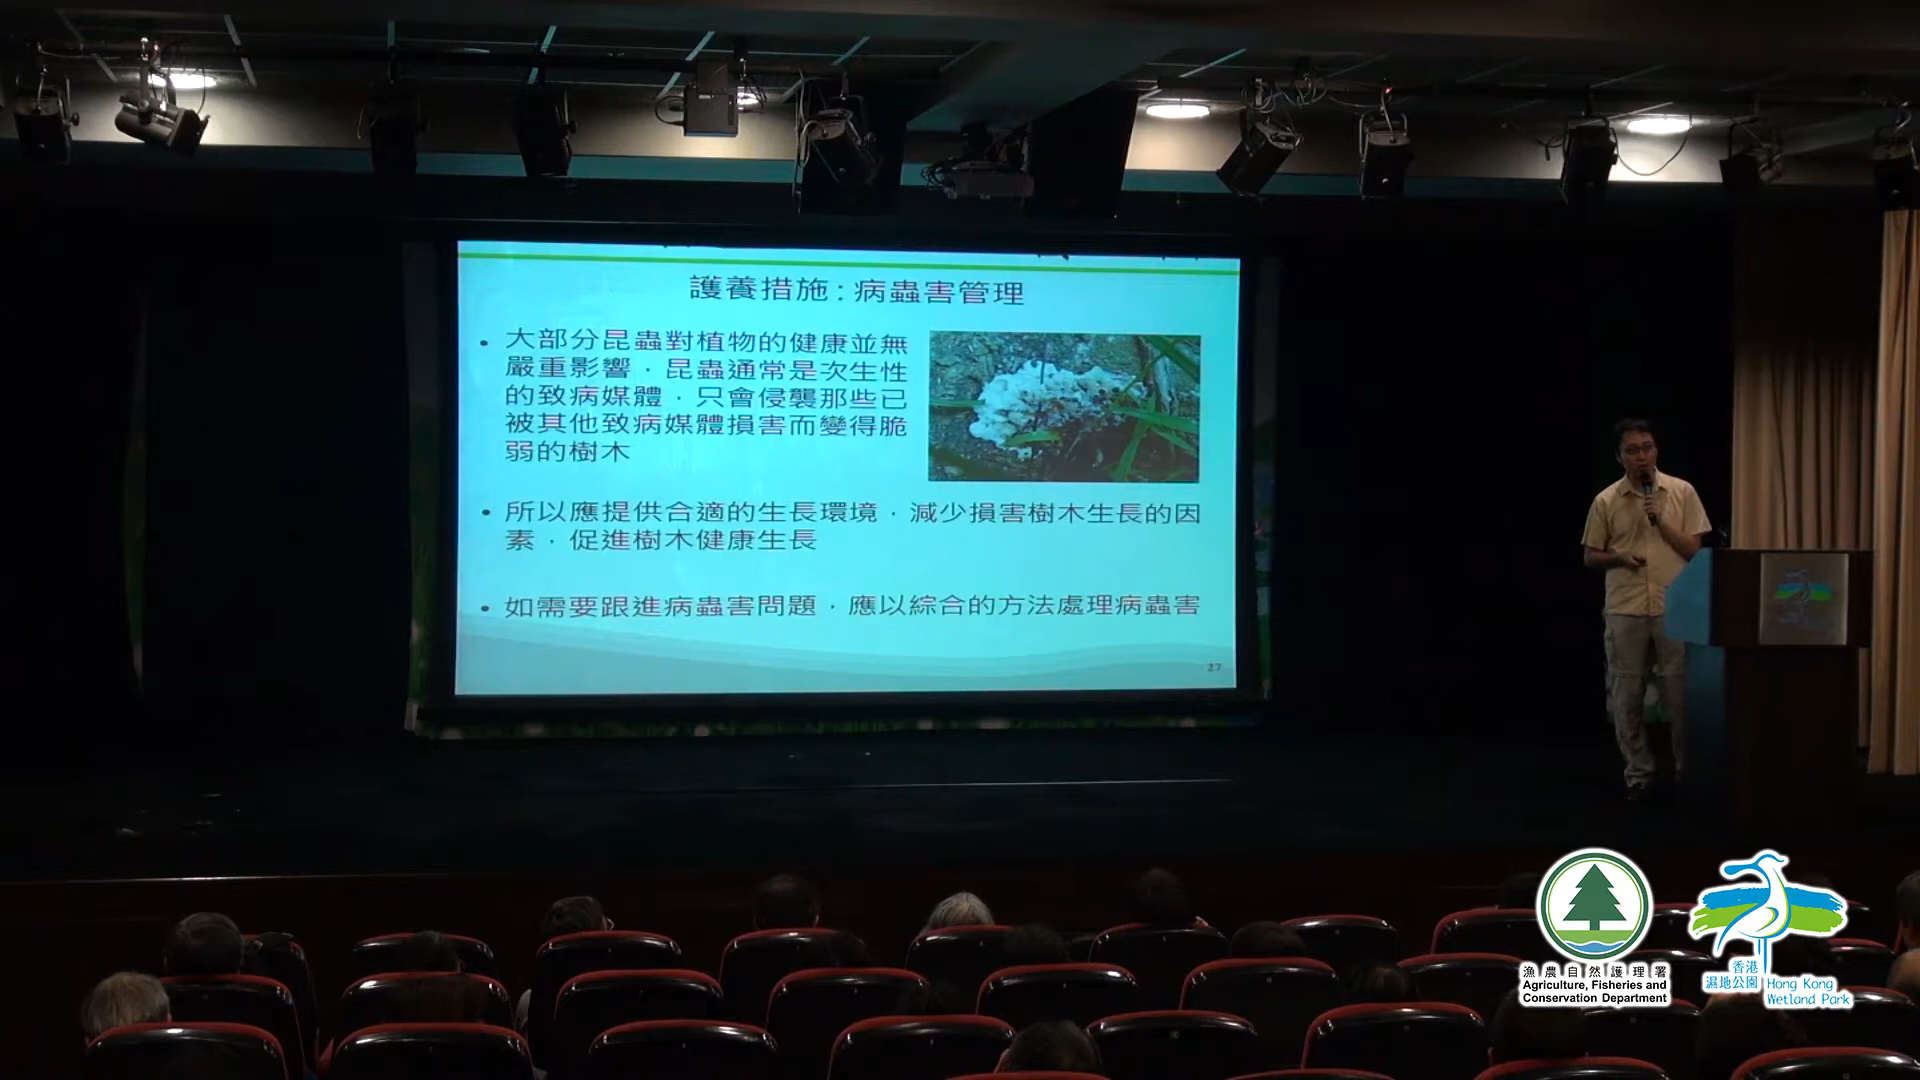 護養措施：病蟲害管理
• 大部分昆蟲對植物的健康並無
嚴重影響，昆蟲通常是次生性
的致病媒體，只會侵襲那些已
被其他致病媒體損害而變得脆
弱的樹木
• 所以應提供合適的生長環境，減少損害樹木生長的因
素，促進樹木健康生長
• 如需要跟進病蟲害問題，應以綜合的方法處理病蟲害
27
漁農自然護理署
Agriculture, Fisheries and
Conservation Department
香港
濕地公園
Hong Kong
Wetland Park